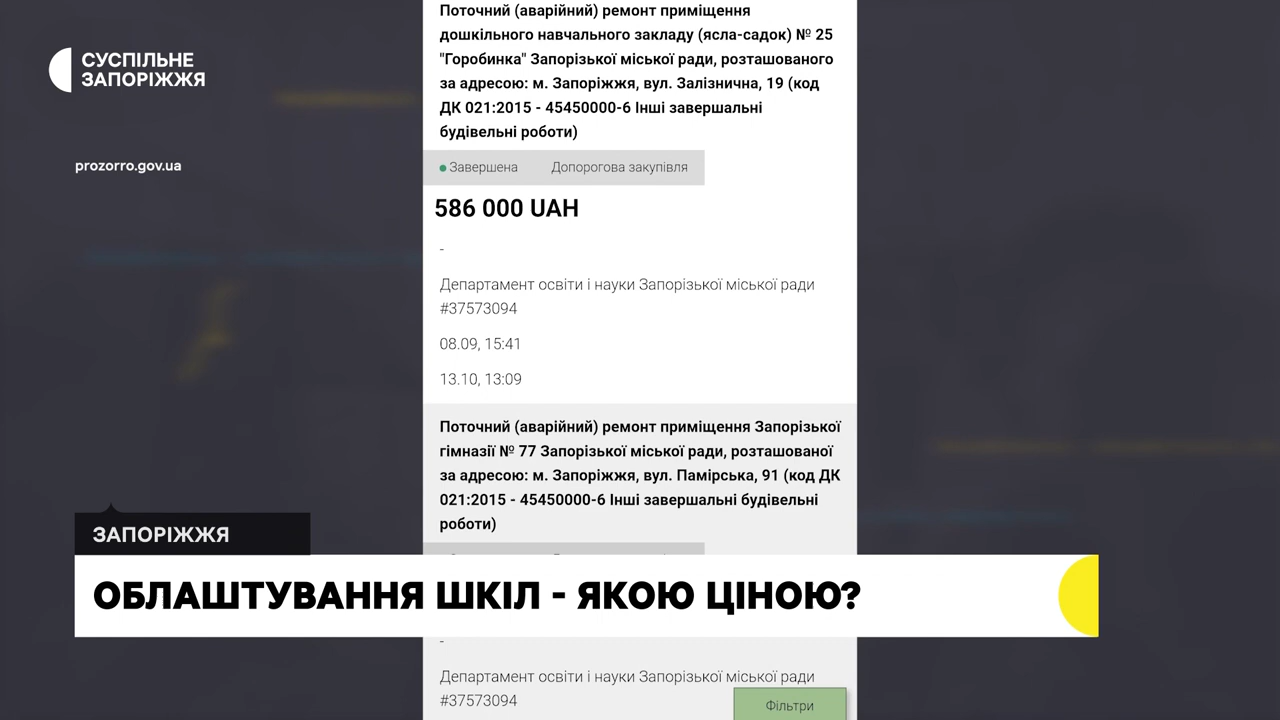 СУСПІЛЬНЕ
ЗАПОРІЖЖЯ
prozorro.gov.ua
Поточний (аварійний) ремонт приміщення
дошкільного навчального закладу (ясла-садок) № 25
"Горобинка" Запорізької міської ради, розташованого
за адресою: м. Запоріжжя, вул. Залізнична, 19 (код
ДК 021:2015 - 45450000-6 Інші завершальні
будівельні роботи)
Завершена Допорогова закупівля
586 000 UAH
-
Департамент освіти і науки Запорізької міської ради
#37573094
08.09, 15:41
13.10, 13:09
Поточний (аварійний) ремонт приміщення Запорізької
гімназії № 77 Запорізької міської ради, розташованої
за адресою: м. Запоріжжя, вул. Памірська, 91 (код ДК
021:2015 - 45450000-6 Інші завершальні будівельні
роботи)
ЗАПОРІЖЖЯ
ОБЛАШТУВАННЯ ШКІЛ - ЯКОЮ ЦІНОЮ?
-
Департамент освіти і науки Запорізької міської ради
#37573094
Фільтри